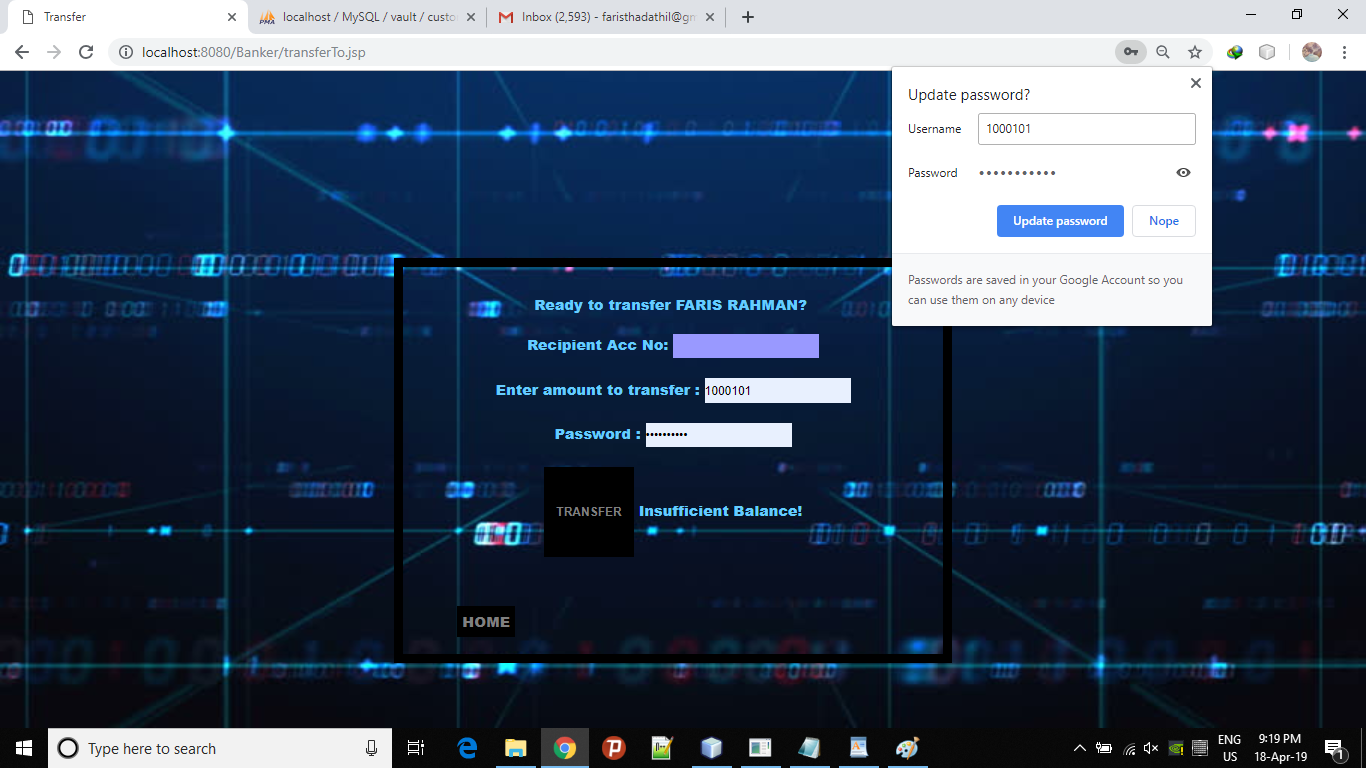 Transfer
localhost / MySQL / vault / custo
Inbox (2,593) - faristhadathil@gm
localhost:8080/Banker/transferTo.jsp
Update password?
Username 1000101
Password •••••••••••
Update password Nope
Passwords are saved in your Google Account so you
can use them on any device
Ready to transfer FARIS RAHMAN?
Recipient Acc No:
Enter amount to transfer : 1000101
Password : ••••••••••
TRANSFER Insufficient Balance!
HOME
Type here to search
ENG
US
9:19 PM
18-Apr-19
1